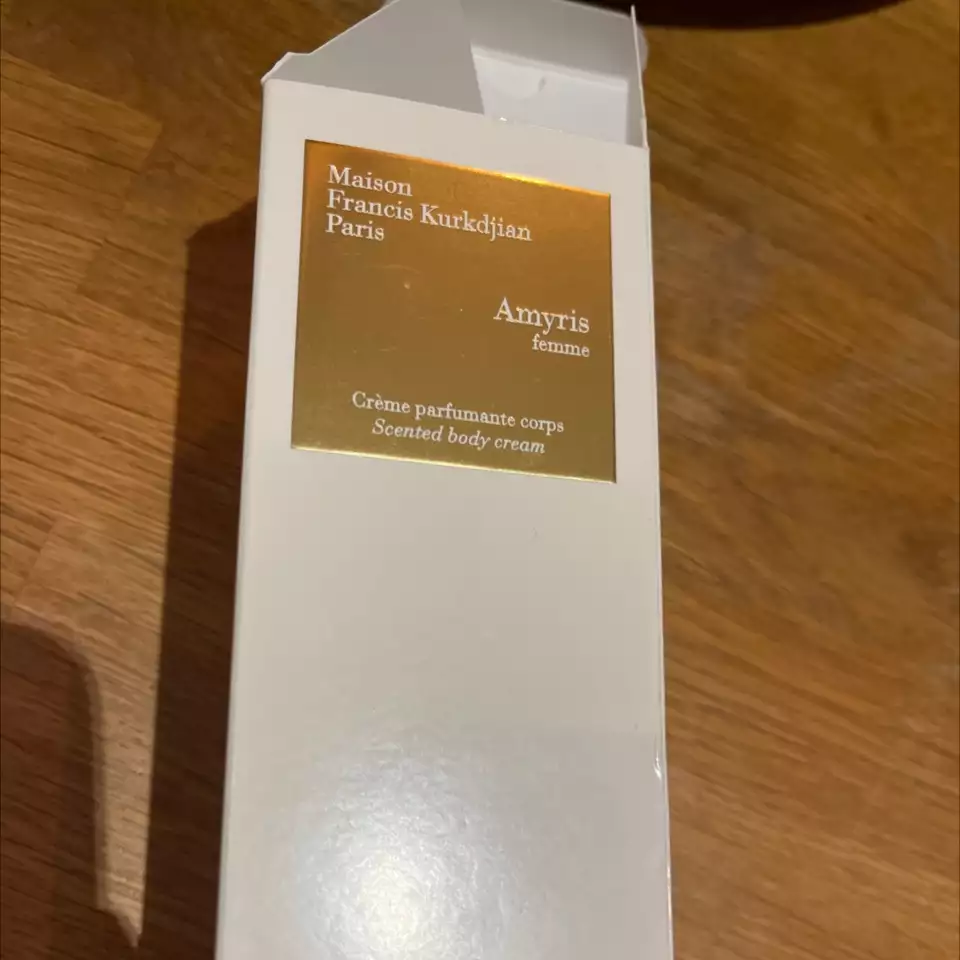 Maison
Francis Kurkdjian
Paris
Amyris
femme
Crème parfumante corps
Scented body cream